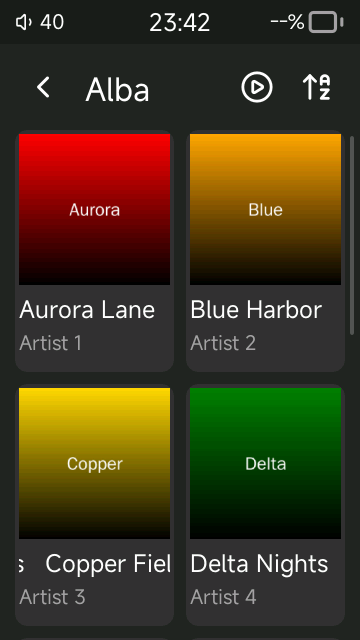 40 23:42 --%
Alba
Aurora Blue
Aurora Lane Blue Harbor
Artist 1 Artist 2
Copper Delta
s Copper Fiel Delta Nights
Artist 3 Artist 4